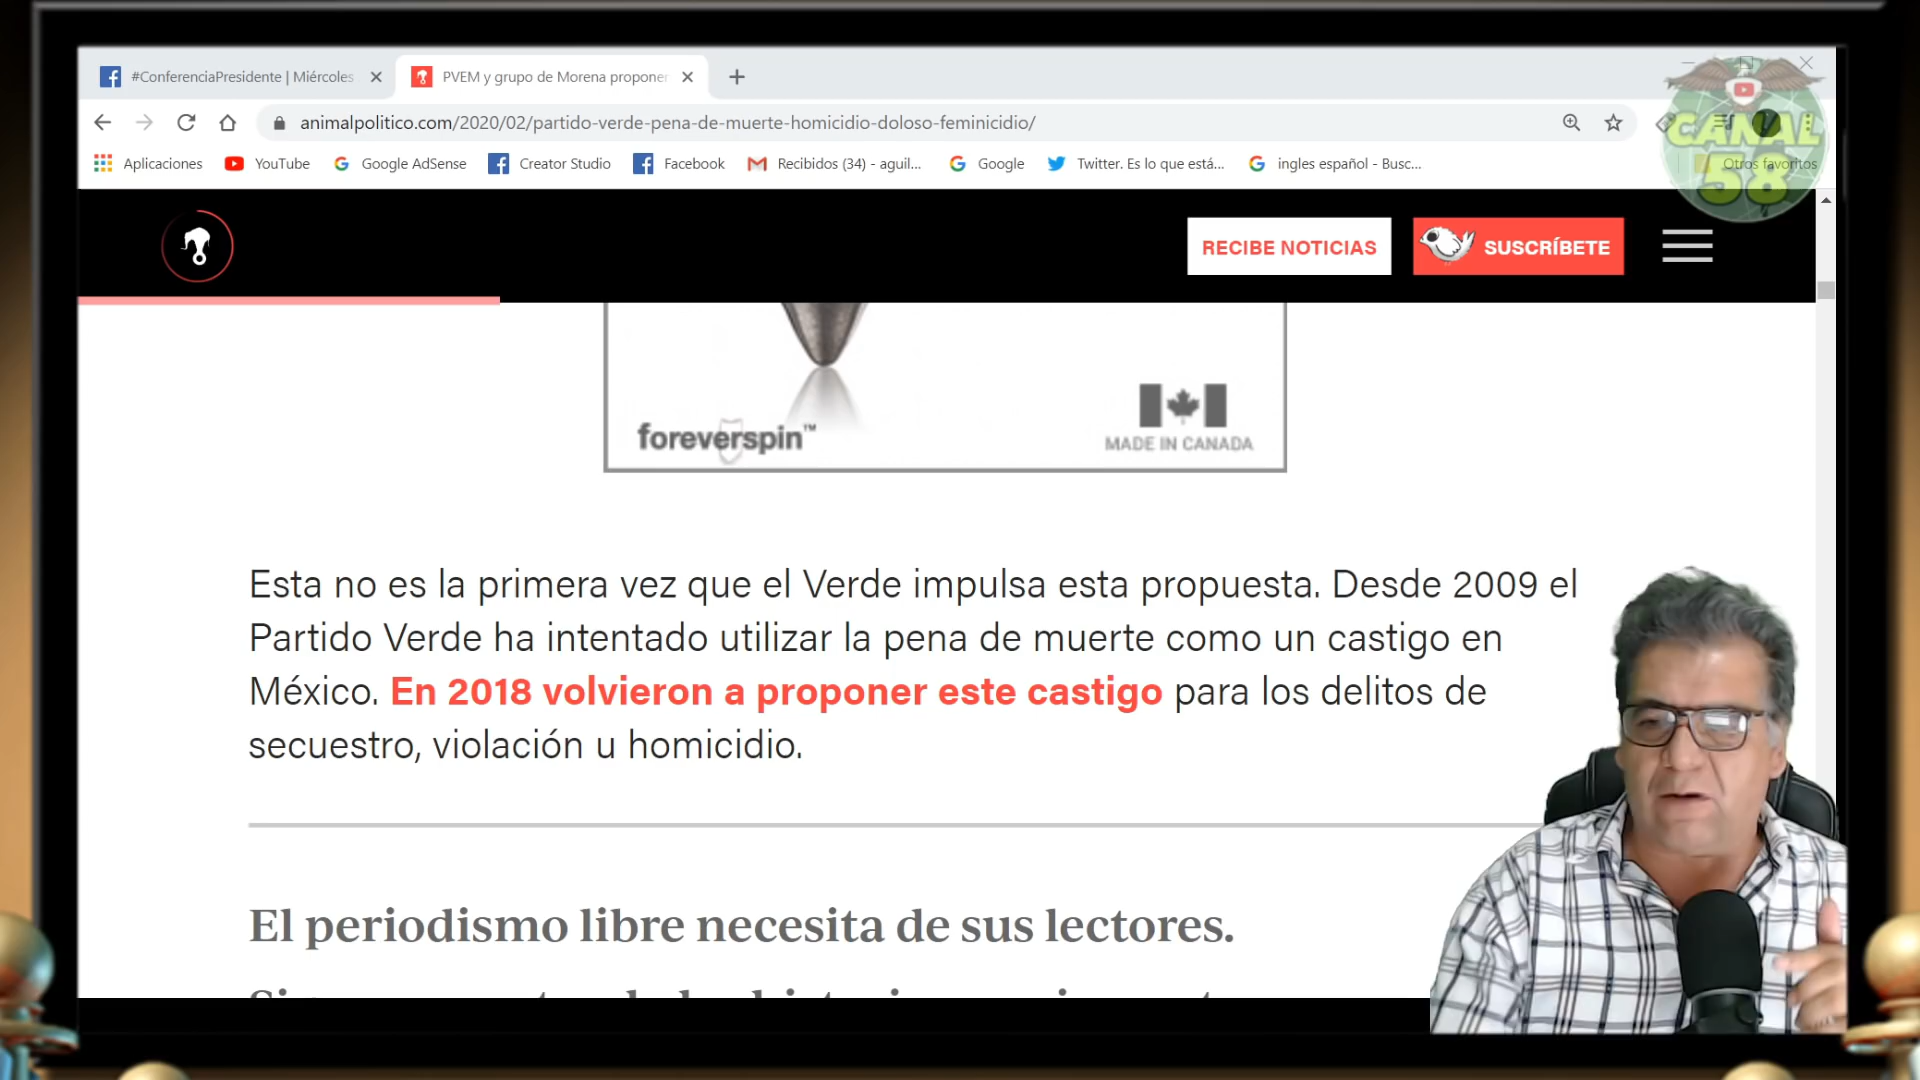 #ConferenciaPresidente | Miércoles
PVEM y grupo de Morena proponer
animalpolitico.com/2020/02/partido-verde-pena-de-muerte-homicidio-doloso-feminicidio/
Aplicaciones YouTube Google AdSense Creator Studio Facebook Recibidos (34) - aguil... Google Twitter. Es lo que está... ingles español - Busc... Otros favoritos
CANAL
58
RECIBE NOTICIAS
SUSCRÍBETE
foreverspin™
MADE IN CANADA
Esta no es la primera vez que el Verde impulsa esta propuesta. Desde 2009 el
Partido Verde ha intentado utilizar la pena de muerte como un castigo en
México. En 2018 volvieron a proponer este castigo para los delitos de
secuestro, violación u homicidio.
El periodismo libre necesita de sus lectores.